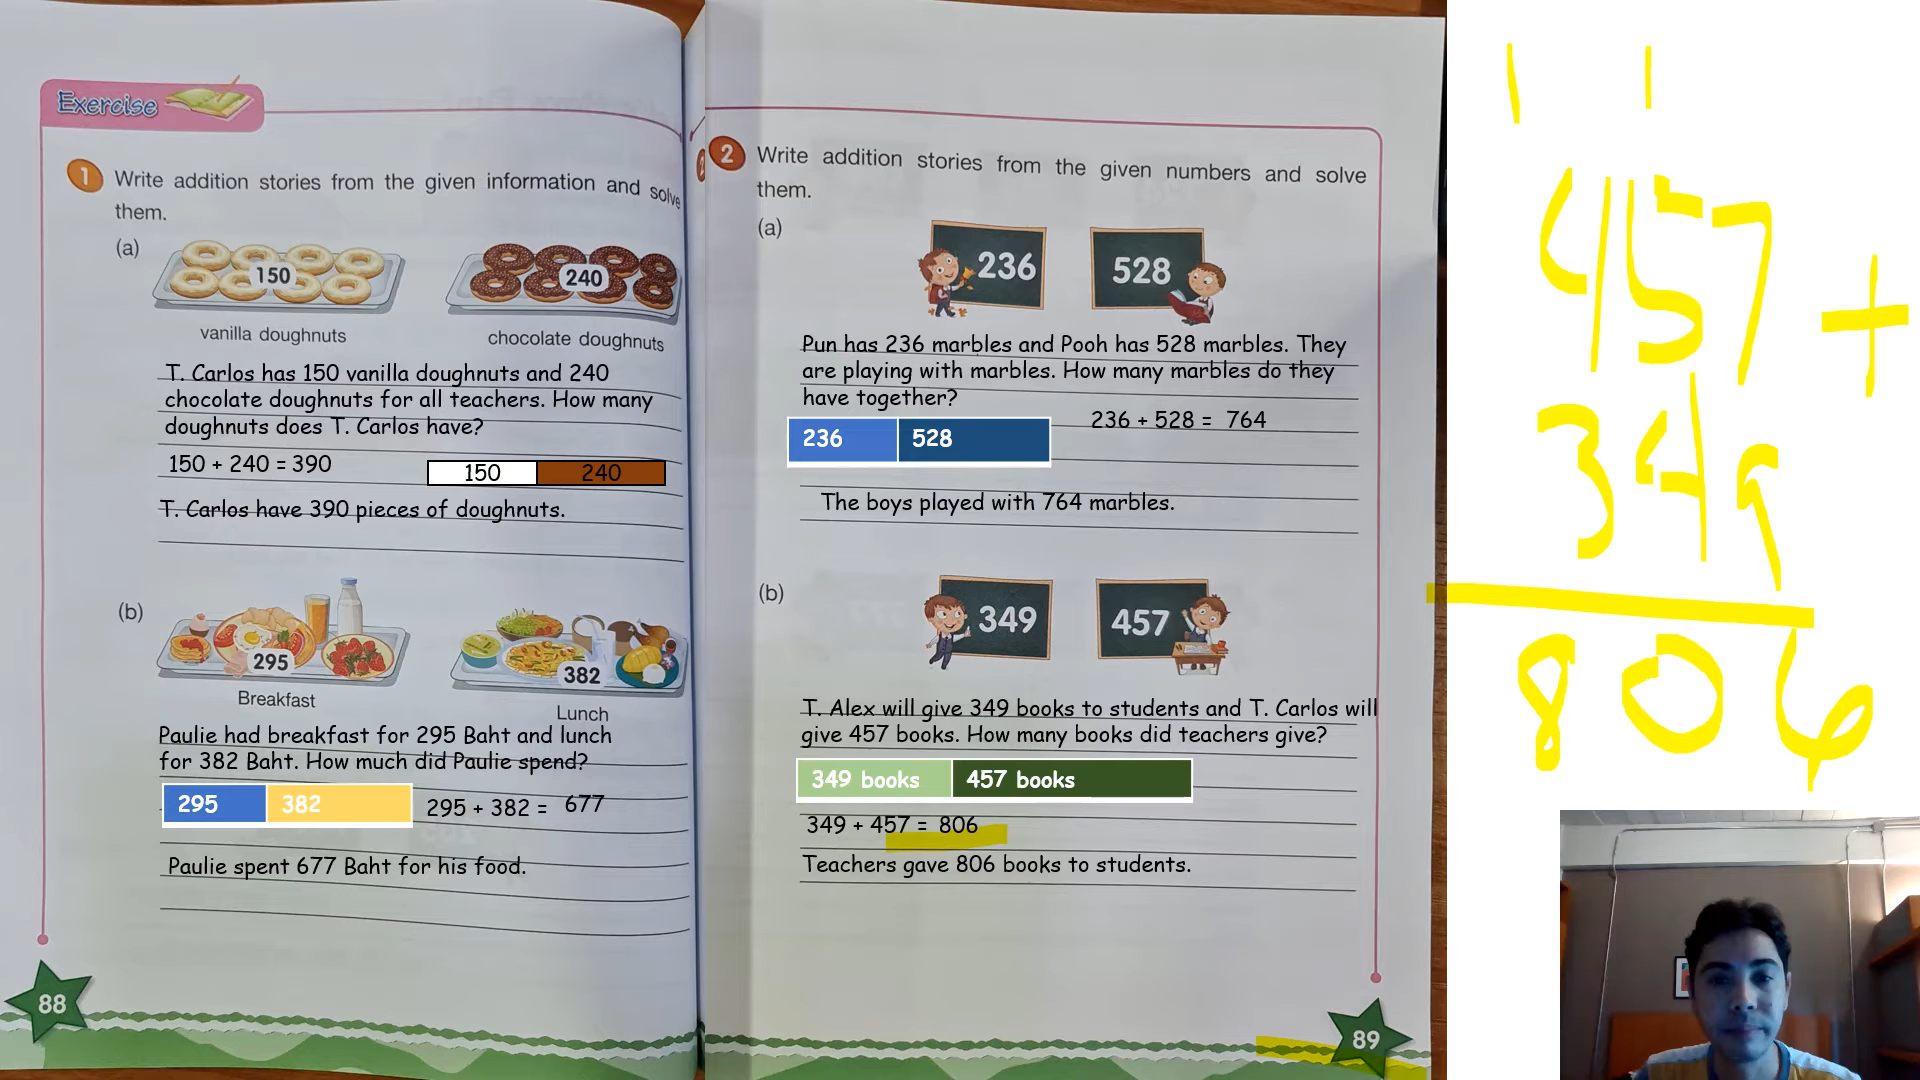 Exercise
1 Write addition stories from the given information and solve
them.
(a)
150
240
vanilla doughnuts
chocolate doughnuts
T. Carlos has 150 vanilla doughnuts and 240
chocolate doughnuts for all teachers. How many
doughnuts does T. Carlos have?
150 + 240 = 390
150 240
T. Carlos have 390 pieces of doughnuts.
(b)
295
382
Breakfast
Lunch
Paulie had breakfast for 295 Baht and lunch
for 382 Baht. How much did Paulie spend?
295 382
295 + 382 = 677
Paulie spent 677 Baht for his food.
88
2 Write addition stories from the given numbers and solve
them.
(a)
236
528
Pun has 236 marbles and Pooh has 528 marbles. They
are playing with marbles. How many marbles do they
have together?
236 528
236 + 528 = 764
The boys played with 764 marbles.
(b)
349
457
T. Alex will give 349 books to students and T. Carlos will
give 457 books. How many books did teachers give?
349 books 457 books
349 + 457 = 806
Teachers gave 806 books to students.
89
1 1
457 +
349
806